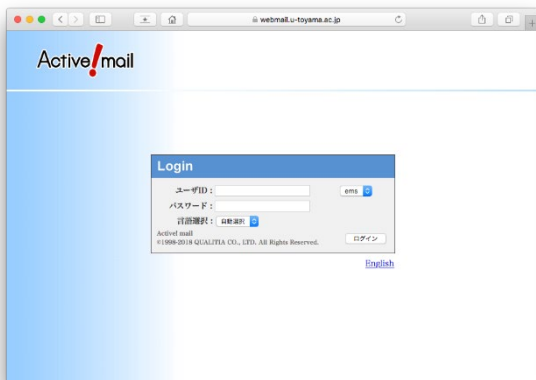 webmail.u-toyama.ac.jp
Active! mail
Login
ユーザID：
ems
パスワード：
言語選択： 自動選択
Active! mail
©1998-2018 QUALITIA CO., LTD. All Rights Reserved.
ログイン
English